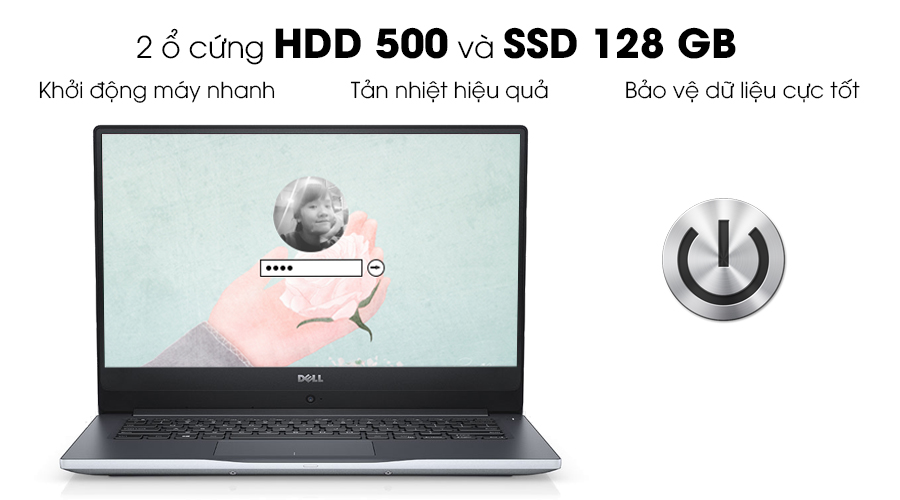 2 ổ cứng HDD 500 và SSD 128 GB
Khởi động máy nhanh Tản nhiệt hiệu quả Bảo vệ dữ liệu cực tốt
DELL